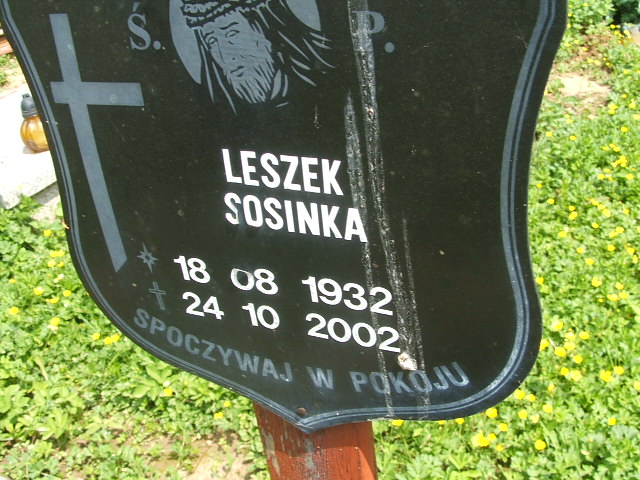 Ś. P.
LESZEK
SOSINKA
18 08 1932
24 10 2002
SPOCZYWAJ W POKOJU